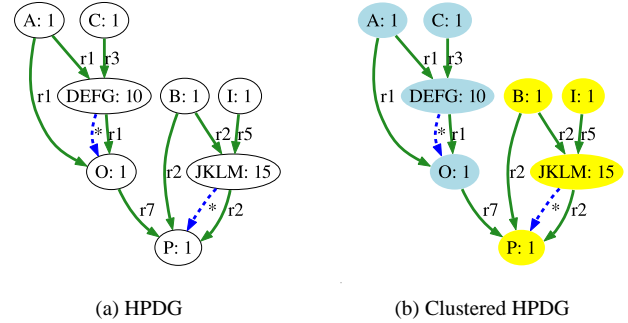 A: 1
C: 1
r1
r3
DEFG: 10
B: 1
I: 1
r1
*
r1
r2
r5
O: 1
r2
JKLM: 15
r7
*
r2
P: 1
(a) HPDG
A: 1
C: 1
r1
r3
DEFG: 10
B: 1
I: 1
r1
*
r1
r2
r5
O: 1
r2
JKLM: 15
r7
*
r2
P: 1
(b) Clustered HPDG